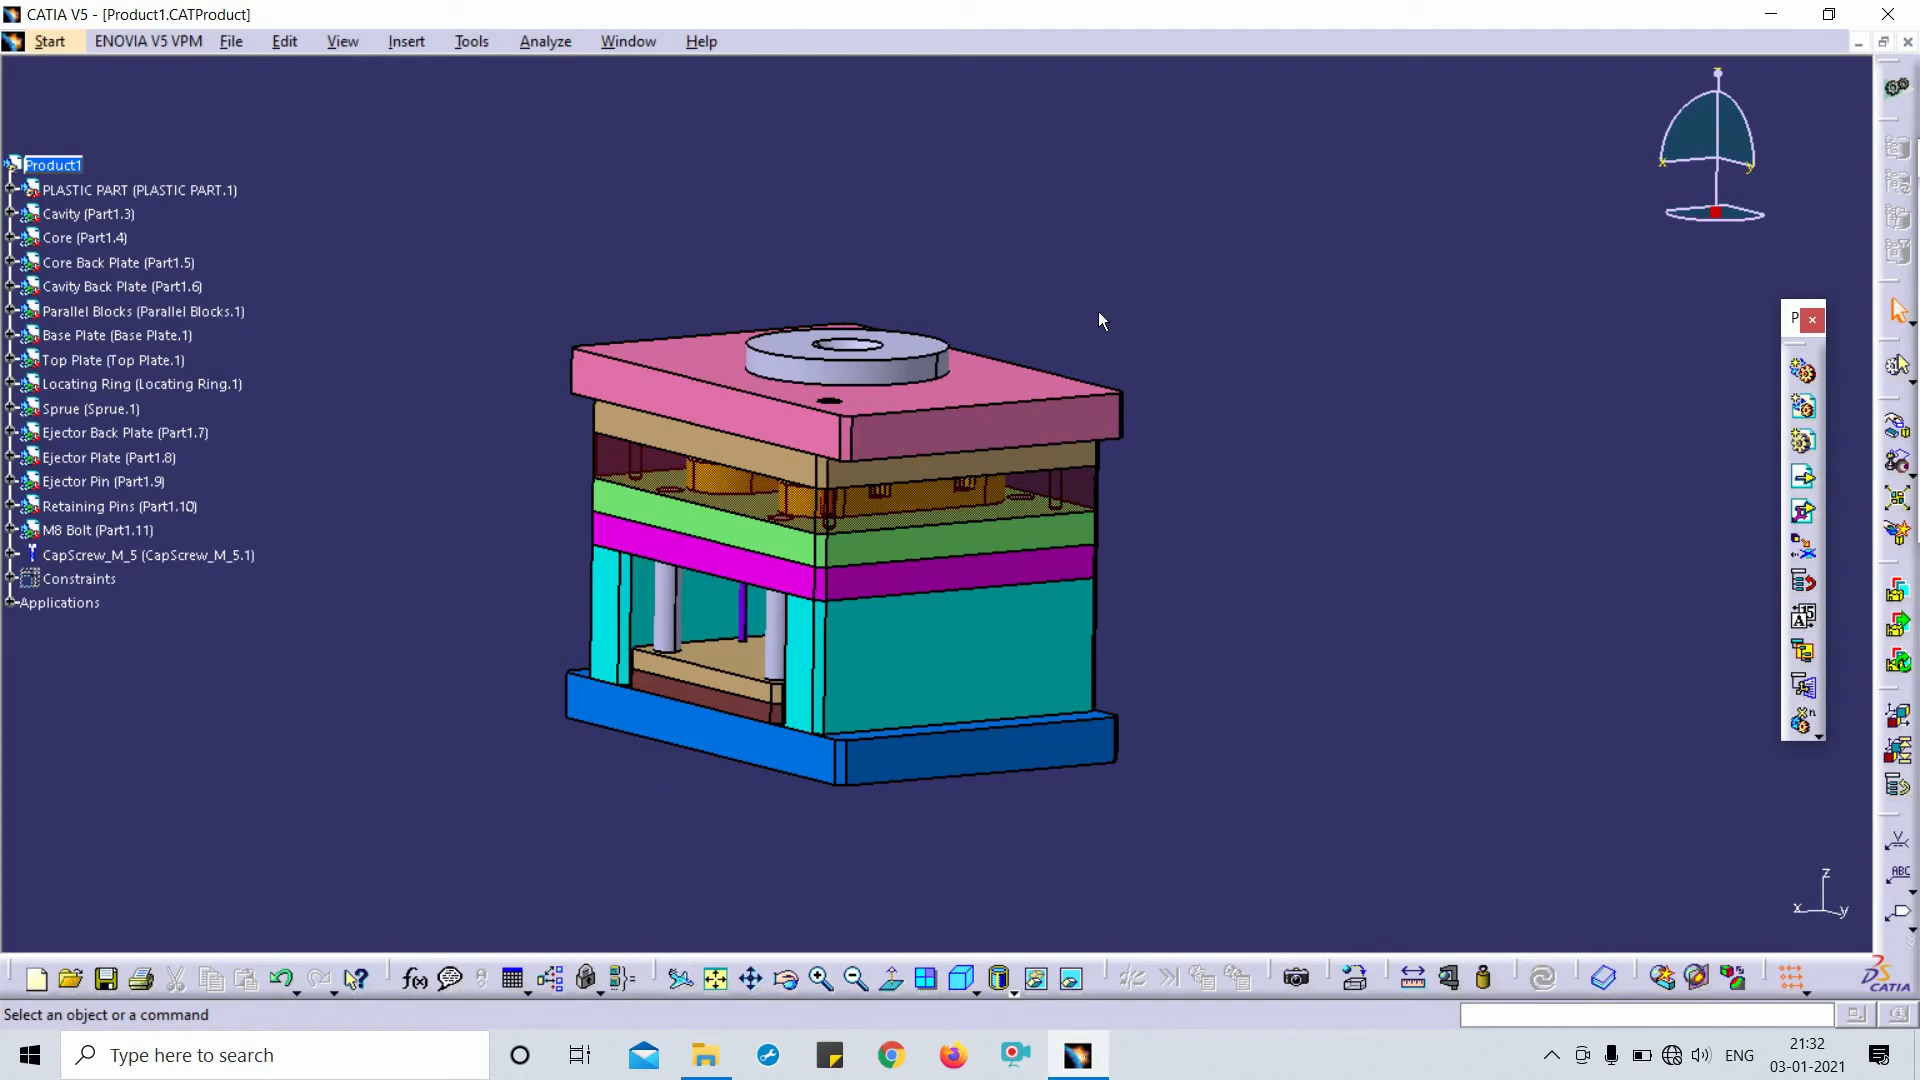 CATIA V5 - [Product1.CATProduct]
Start ENOVIA V5 VPM File Edit View Insert Tools Analyze Window Help
Product1
PLASTIC PART (PLASTIC PART.1)
Cavity (Part1.3)
Core (Part1.4)
Core Back Plate (Part1.5)
Cavity Back Plate (Part1.6)
Parallel Blocks (Parallel Blocks.1)
Base Plate (Base Plate.1)
Top Plate (Top Plate.1)
Locating Ring (Locating Ring.1)
Sprue (Sprue.1)
Ejector Back Plate (Part1.7)
Ejector Plate (Part1.8)
Ejector Pin (Part1.9)
Retaining Pins (Part1.10)
M8 Bolt (Part1.11)
CapScrew_M_5 (CapScrew_M_5.1)
Constraints
Applications
z
x
y
P
A 15
n
ABC
z
x
y
f(x)
CATIA
Select an object or a command
Type here to search
ENG
21:32
03-01-2021